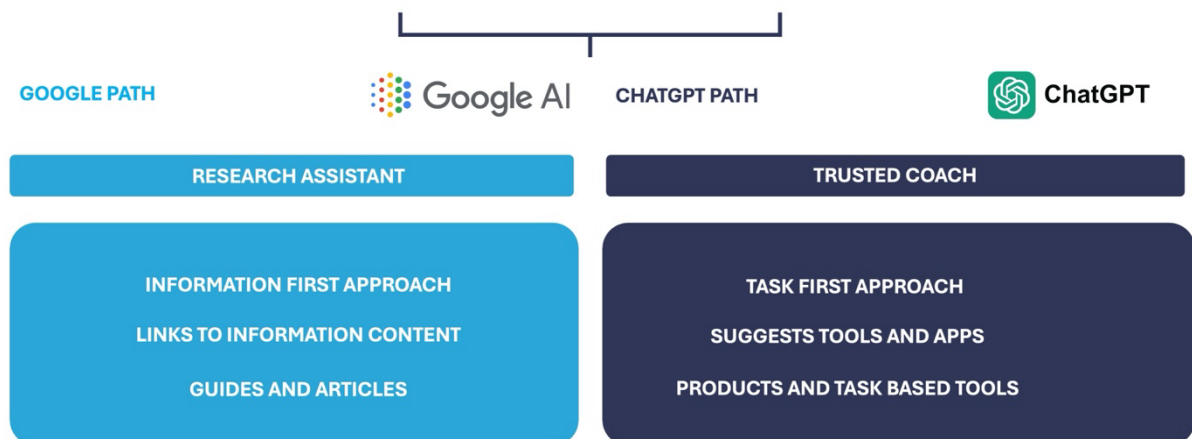 GOOGLE PATH
Google AI
CHATGPT PATH
ChatGPT
RESEARCH ASSISTANT
TRUSTED COACH
INFORMATION FIRST APPROACH
LINKS TO INFORMATION CONTENT
GUIDES AND ARTICLES
TASK FIRST APPROACH
SUGGESTS TOOLS AND APPS
PRODUCTS AND TASK BASED TOOLS